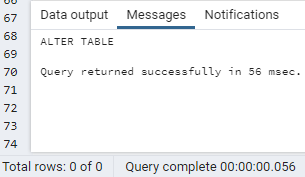 66
67
68
69
70
71
72
73
74
Data output Messages Notifications
ALTER TABLE
Query returned successfully in 56 msec.
Total rows: 0 of 0 Query complete 00:00:00.056